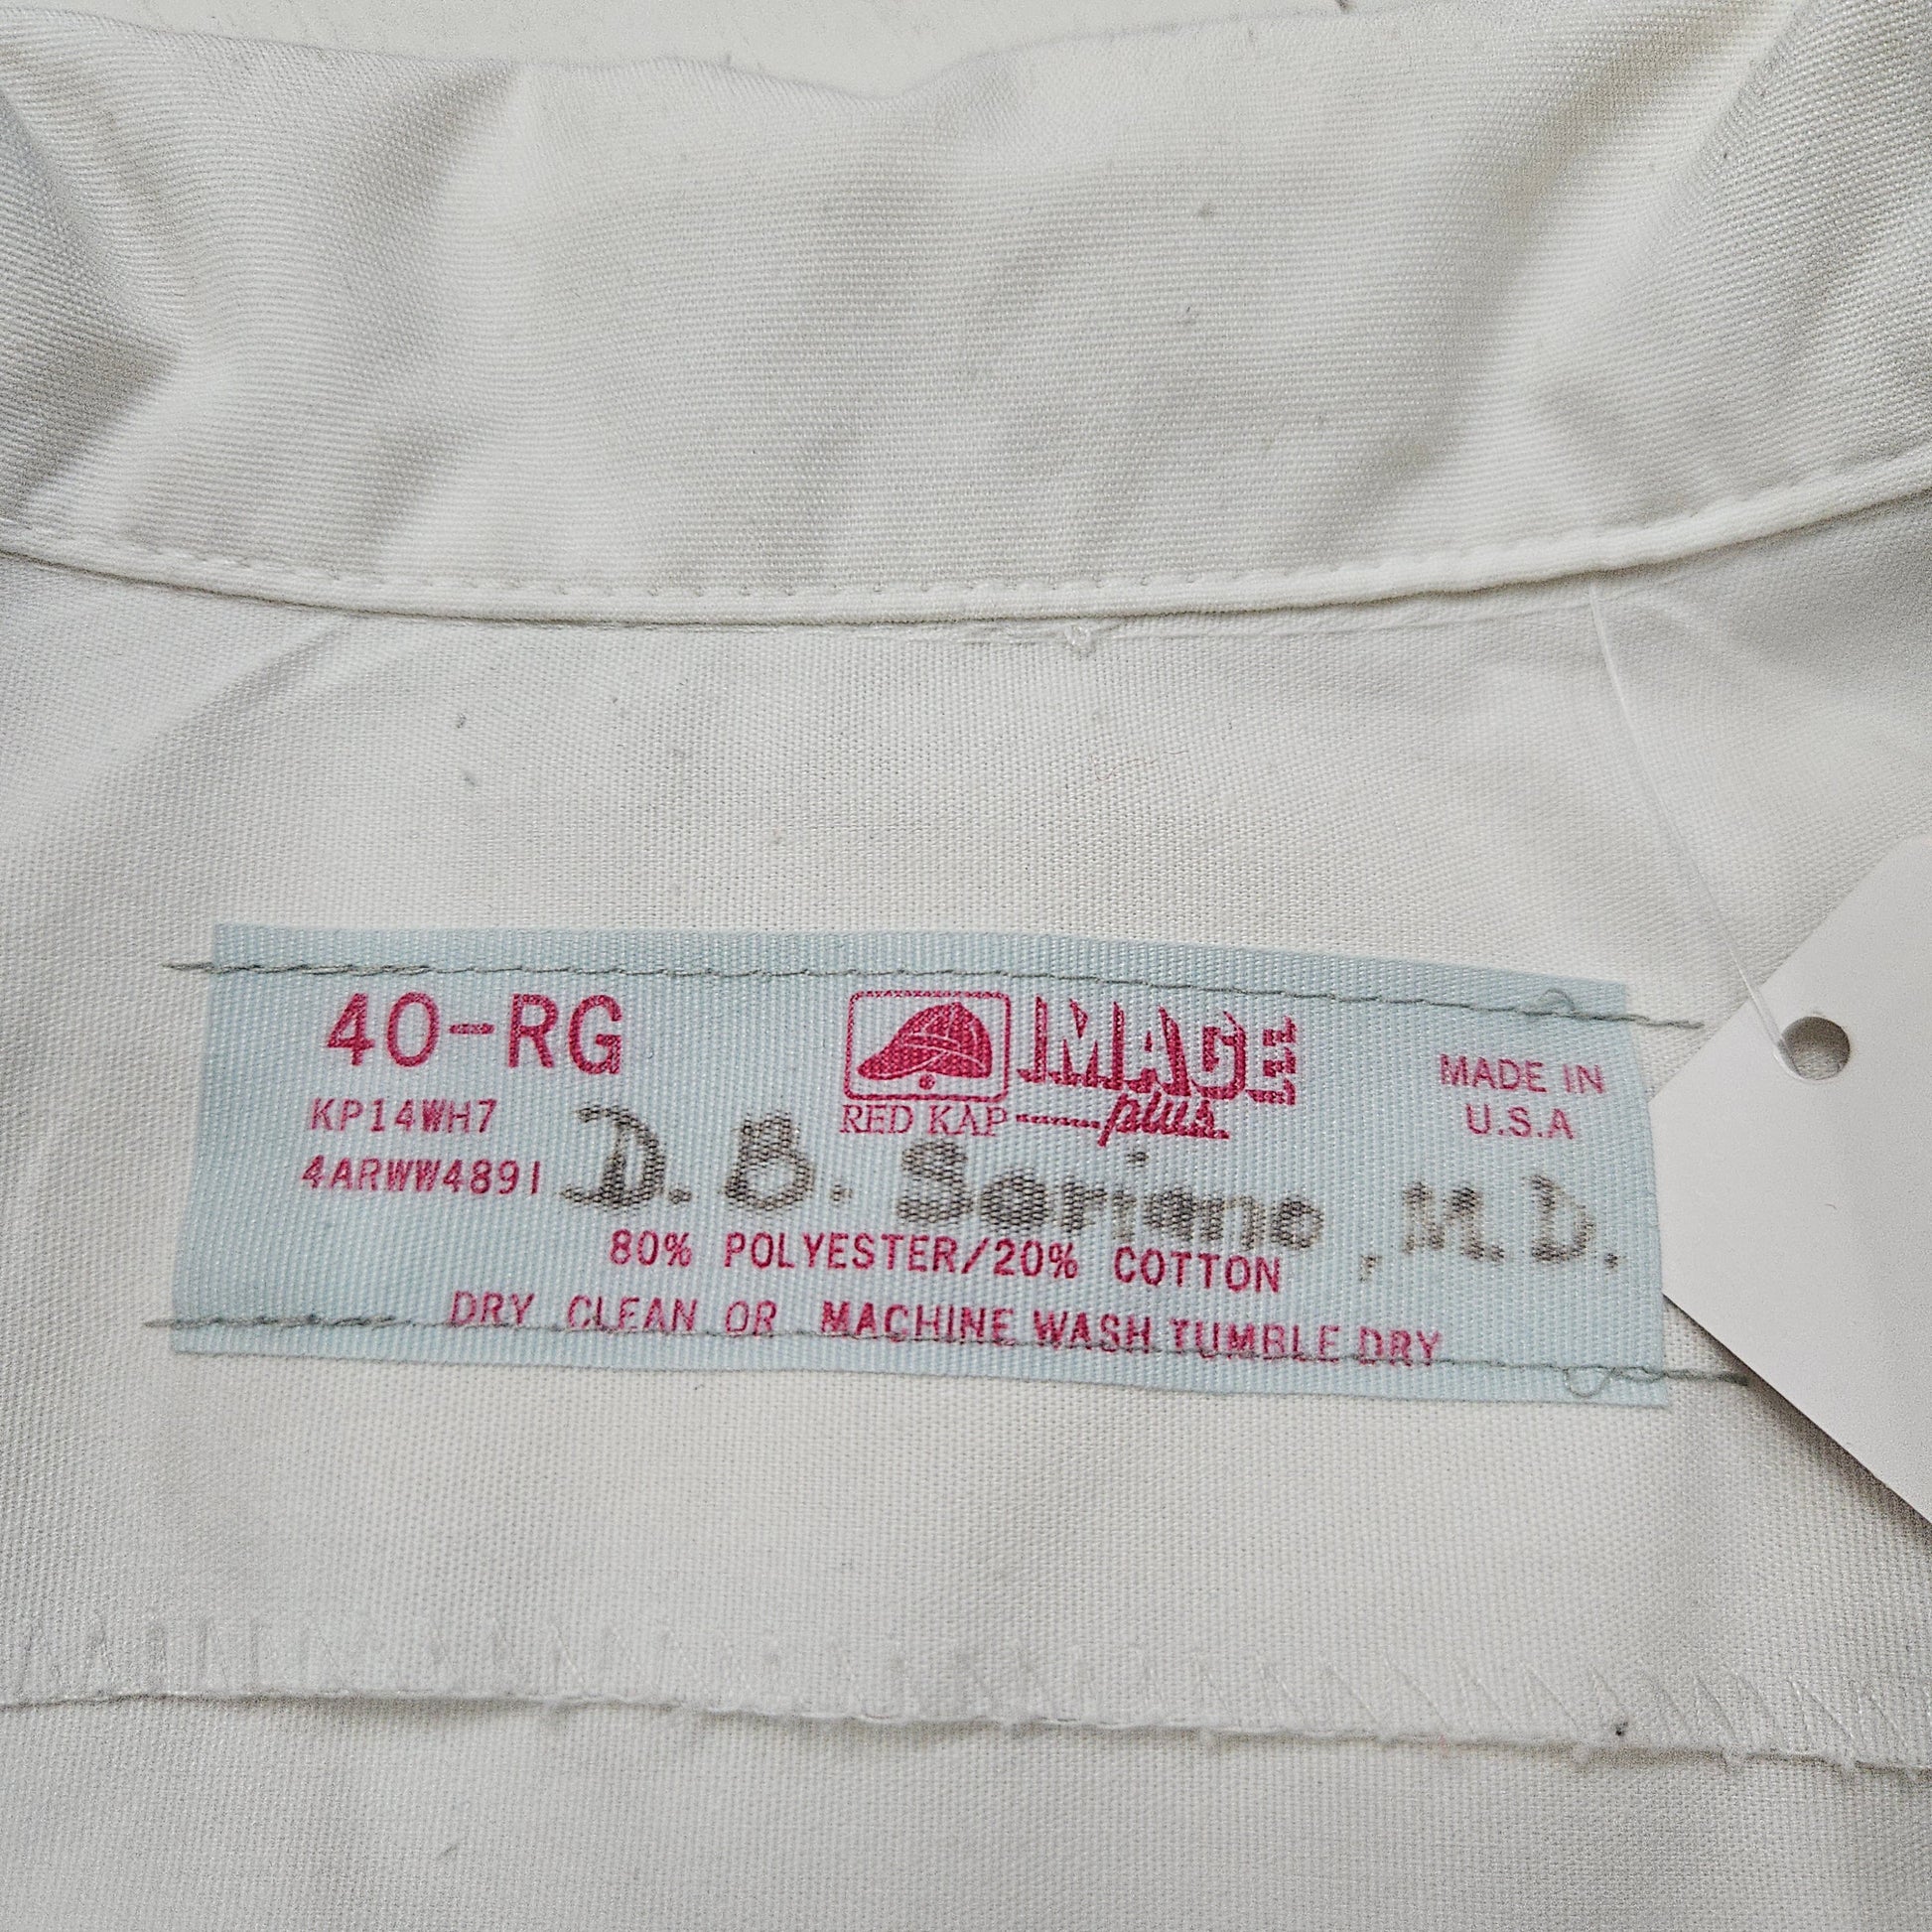 40-RG
IMAGE
RED KAP
plus
MADE IN
U.S.A
KP14WH7
4ARWW4891
D. B. Soriano, M.D.
80% POLYESTER/20% COTTON
DRY CLEAN OR MACHINE WASH TUMBLE DRY